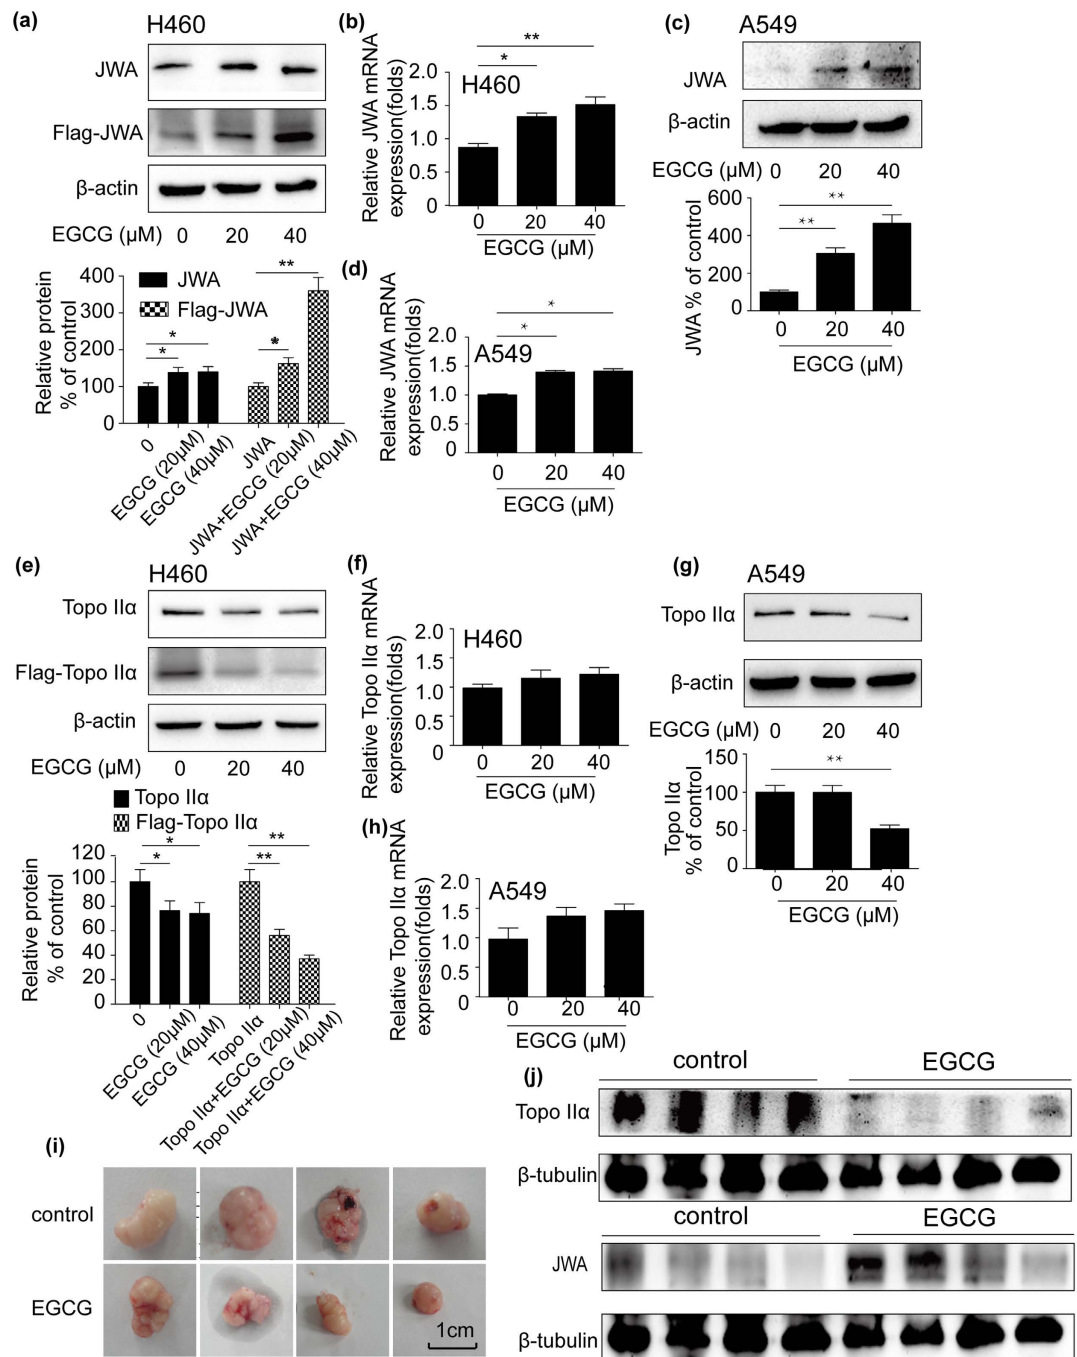 (a)
H460
JWA
Flag-JWA
β-actin
EGCG (μM) 0 20 40
JWA
Flag-JWA
Relative protein
% of control
400
300
200
100
0
*
*
*
**
0
EGCG (20μM)
EGCG (40μM)
JWA
JWA+EGCG (20μM)
JWA+EGCG (40μM)
(b)
H460
Relative JWA mRNA
expression(folds)
2.0
1.5
1.0
0.5
0
*
**
0 20 40
EGCG (μM)
(c)
A549
JWA
β-actin
EGCG (μM) 0 20 40
JWA % of control
600
400
200
0
**
**
0 20 40
EGCG (μM)
(d)
A549
Relative JWA mRNA
expression(folds)
2.0
1.5
1.0
0.5
0
*
*
0 20 40
EGCG (μM)
(e)
H460
Topo IIα
Flag-Topo IIα
β-actin
EGCG (μM) 0 20 40
Topo IIα
Flag-Topo IIα
Relative protein
% of control
120
100
80
60
40
20
0
*
*
**
**
0
EGCG (20μM)
EGCG (40μM)
Topo IIα
Topo IIα+EGCG (20μM)
Topo IIα+EGCG (40μM)
(f)
H460
Relative Topo IIα mRNA
expression(folds)
2.0
1.5
1.0
0.5
0
0 20 40
EGCG (μM)
(g)
A549
Topo IIα
β-actin
EGCG (μM) 0 20 40
Topo IIα
% of control
150
100
50
0
**
0 20 40
EGCG (μM)
(h)
A549
Relative Topo IIα mRNA
expression(folds)
2.0
1.5
1.0
0.5
0
0 20 40
EGCG (μM)
(i)
control
EGCG
1cm
(j)
control EGCG
Topo IIα
β-tubulin
control EGCG
JWA
β-tubulin